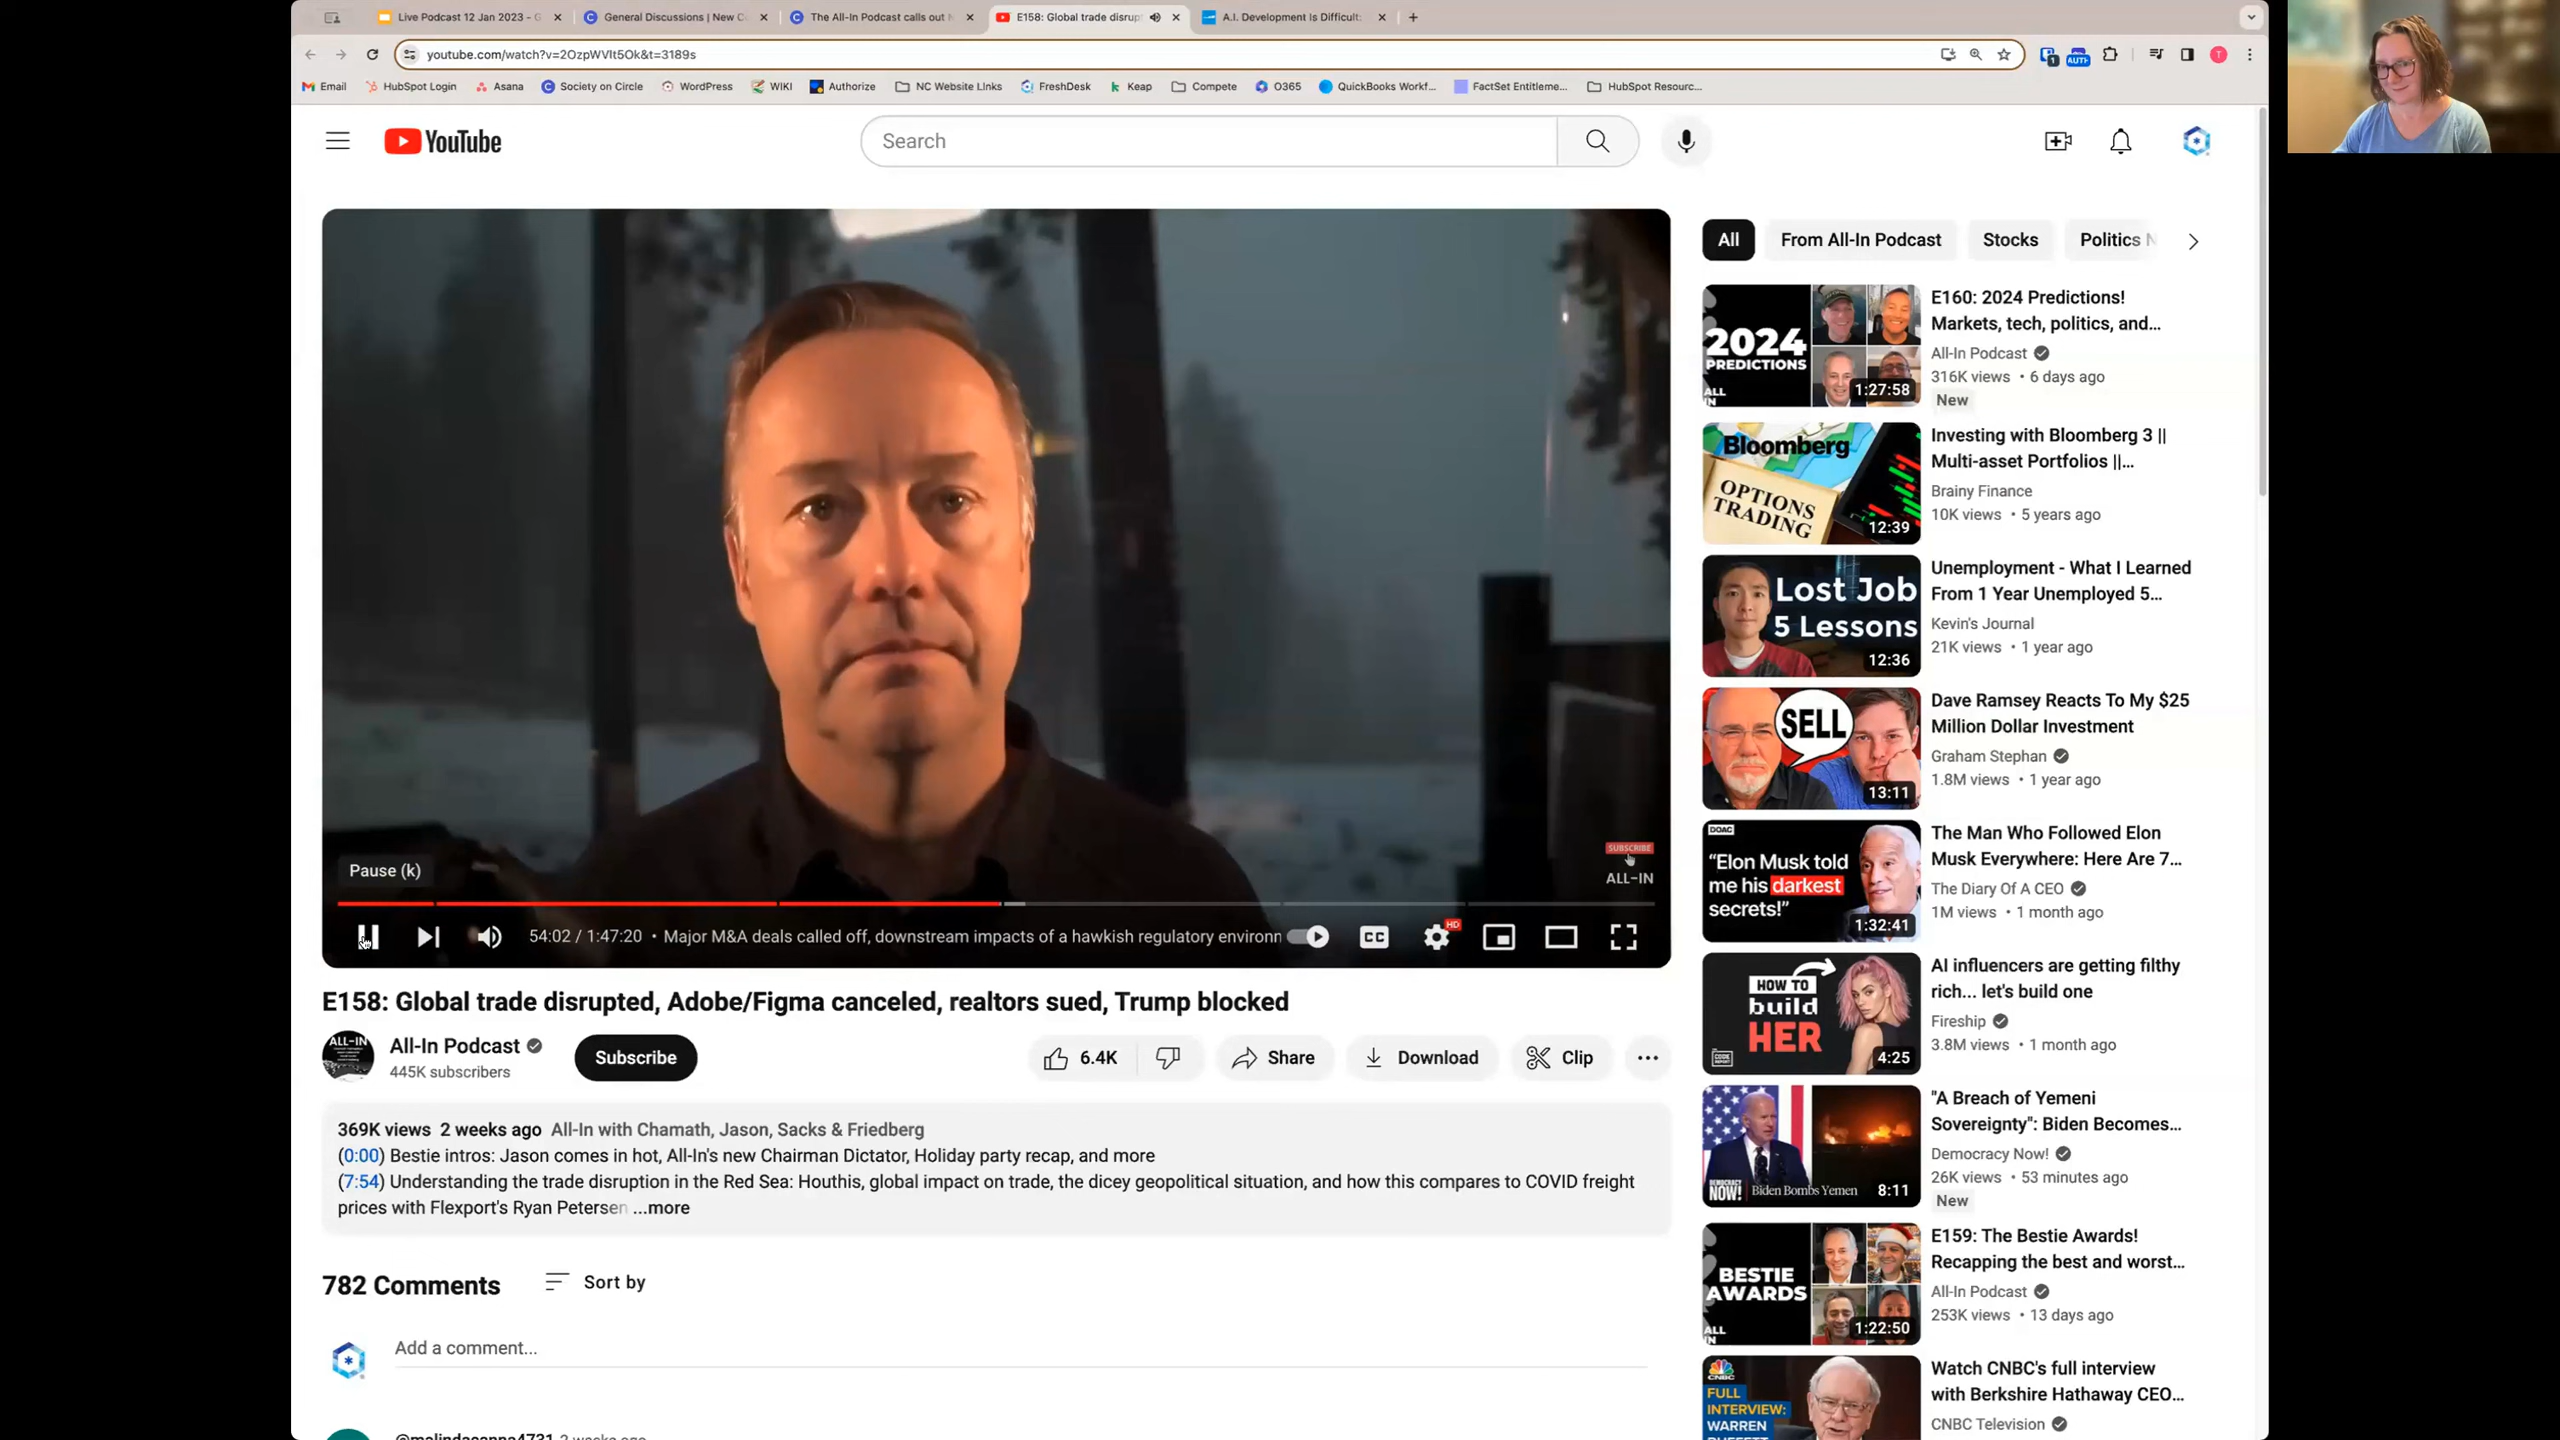 Live Podcast 12 Jan 2023 - G
General Discussions | New C
The All-In Podcast calls out
E158: Global trade disrup
A.I. Development Is Difficult:
youtube.com/watch?v=2OzpWVIt5Ok&t=3189s
Email
HubSpot Login
Asana
Society on Circle
WordPress
WIKI
Authorize
NC Website Links
FreshDesk
Keap
Compete
O365
QuickBooks Workf...
FactSet Entitleme...
HubSpot Resourc...
YouTube
Search
All
From All-In Podcast
Stocks
Politics N
Pause (k)
SUBSCRIBE
ALL-IN
54:02 / 1:47:20 • Major M&A deals called off, downstream impacts of a hawkish regulatory environn
CC
HD
E158: Global trade disrupted, Adobe/Figma canceled, realtors sued, Trump blocked
ALL-IN
All-In Podcast
445K subscribers
Subscribe
6.4K
Share
Download
Clip
369K views 2 weeks ago All-In with Chamath, Jason, Sacks & Friedberg
(0:00) Bestie intros: Jason comes in hot, All-In's new Chairman Dictator, Holiday party recap, and more
(7:54) Understanding the trade disruption in the Red Sea: Houthis, global impact on trade, the dicey geopolitical situation, and how this compares to COVID freight
prices with Flexport's Ryan Petersen ...more
782 Comments
Sort by
Add a comment...
2024
PREDICTIONS
ALL
IN
1:27:58
E160: 2024 Predictions!
Markets, tech, politics, and...
All-In Podcast
316K views • 6 days ago
New
Bloomberg
OPTIONS
TRADING
12:39
Investing with Bloomberg 3 ||
Multi-asset Portfolios ||...
Brainy Finance
10K views • 5 years ago
Lost Job
5 Lessons
12:36
Unemployment - What I Learned
From 1 Year Unemployed 5...
Kevin's Journal
21K views • 1 year ago
SELL
13:11
Dave Ramsey Reacts To My $25
Million Dollar Investment
Graham Stephan
1.8M views • 1 year ago
DOAC
“Elon Musk told
me his darkest
secrets!”
1:32:41
The Man Who Followed Elon
Musk Everywhere: Here Are 7...
The Diary Of A CEO
1M views • 1 month ago
HOW TO
build
HER
4:25
AI influencers are getting filthy
rich... let's build one
Fireship
3.8M views • 1 month ago
DEMOCRACY
NOW!
Biden Bombs Yemen
8:11
"A Breach of Yemeni
Sovereignty": Biden Becomes...
Democracy Now!
26K views • 53 minutes ago
New
BESTIE
AWARDS
ALL
IN
1:22:50
E159: The Bestie Awards!
Recapping the best and worst...
All-In Podcast
253K views • 13 days ago
CNBC
FULL
INTERVIEW:
WARREN
Watch CNBC's full interview
with Berkshire Hathaway CEO...
CNBC Television